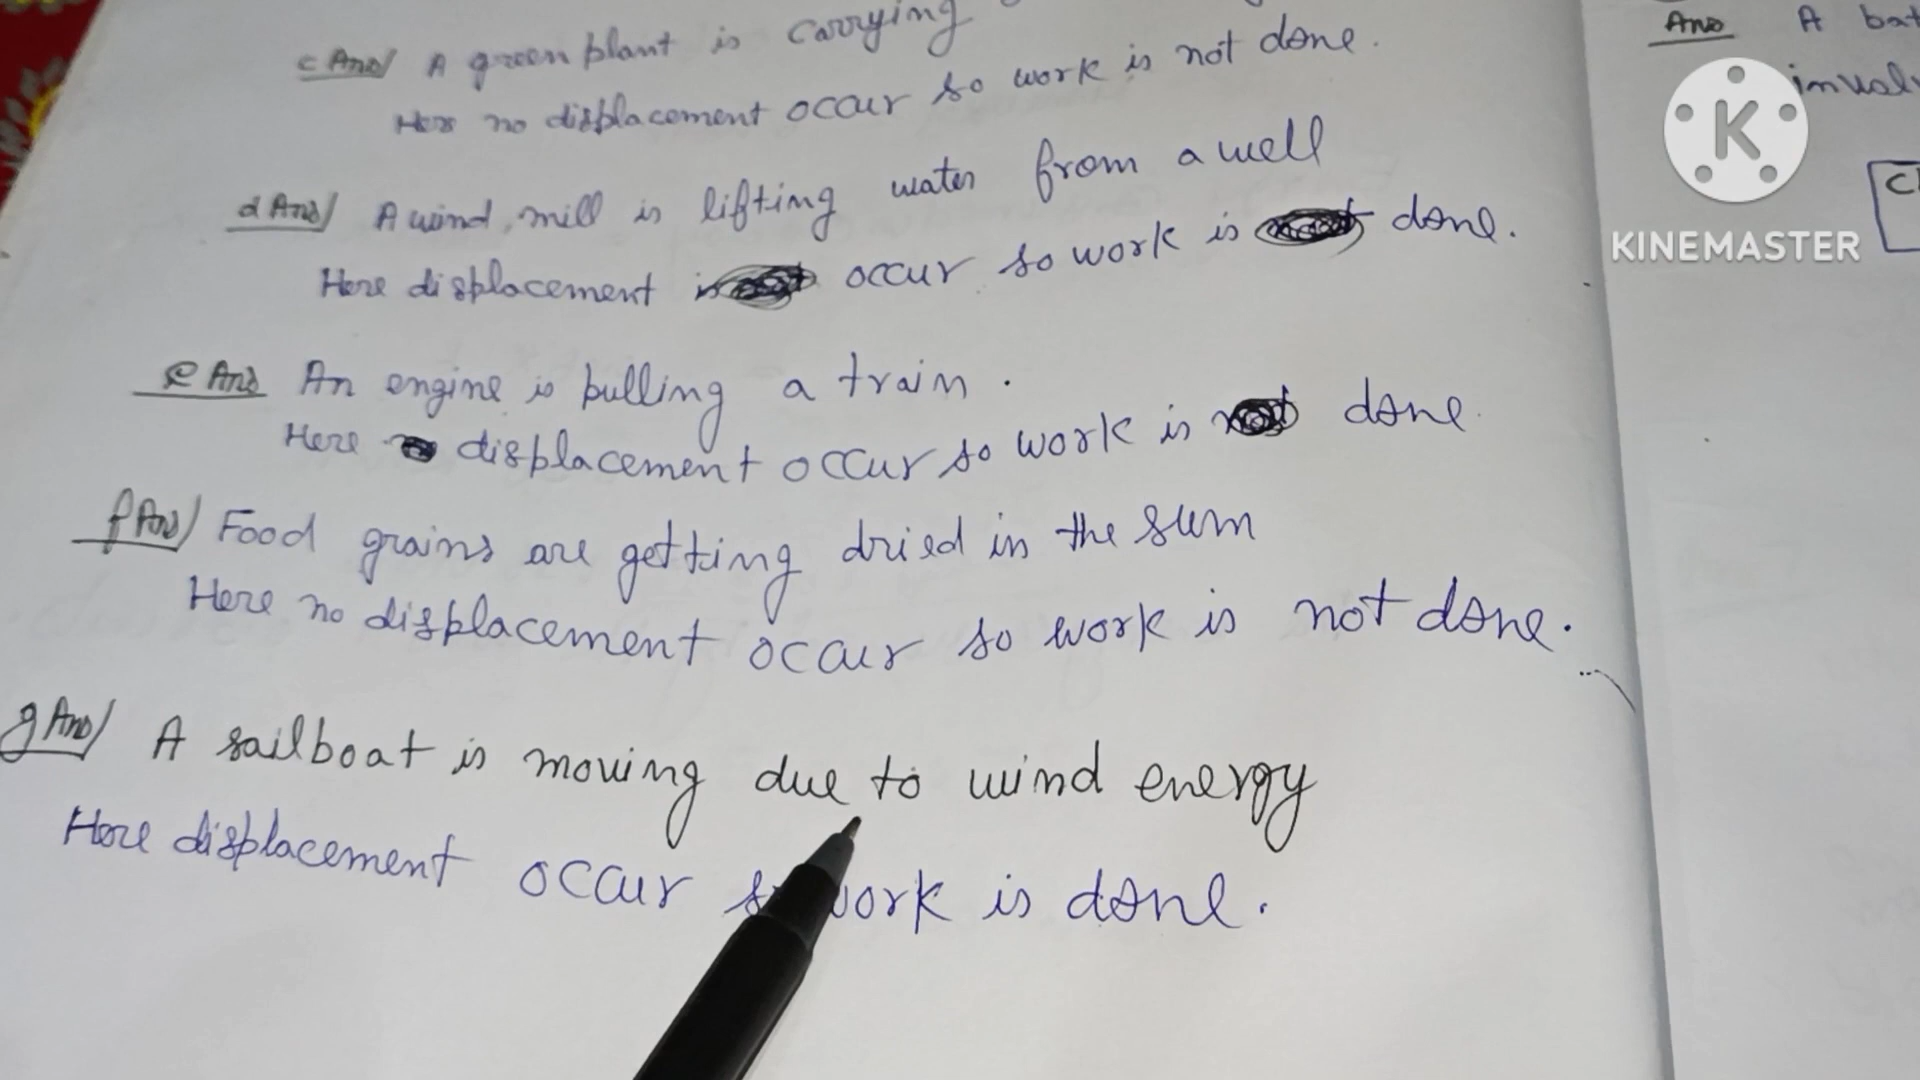 c Ans/ A green plant is carrying
Here no displacement occur so work is not done.
d Ans/ A wind mill is lifting water from a well
Here displacement occur so work is done.
e Ans An engine is pulling a train.
Here displacement occur so work is done.
f Ans/ Food grains are getting dried in the sun
Here no displacement occur so work is not done.
g Ans/ A sailboat is moving due to wind energy
Here displacement occur so work is done.
Ans A bat
K
KINEMASTER